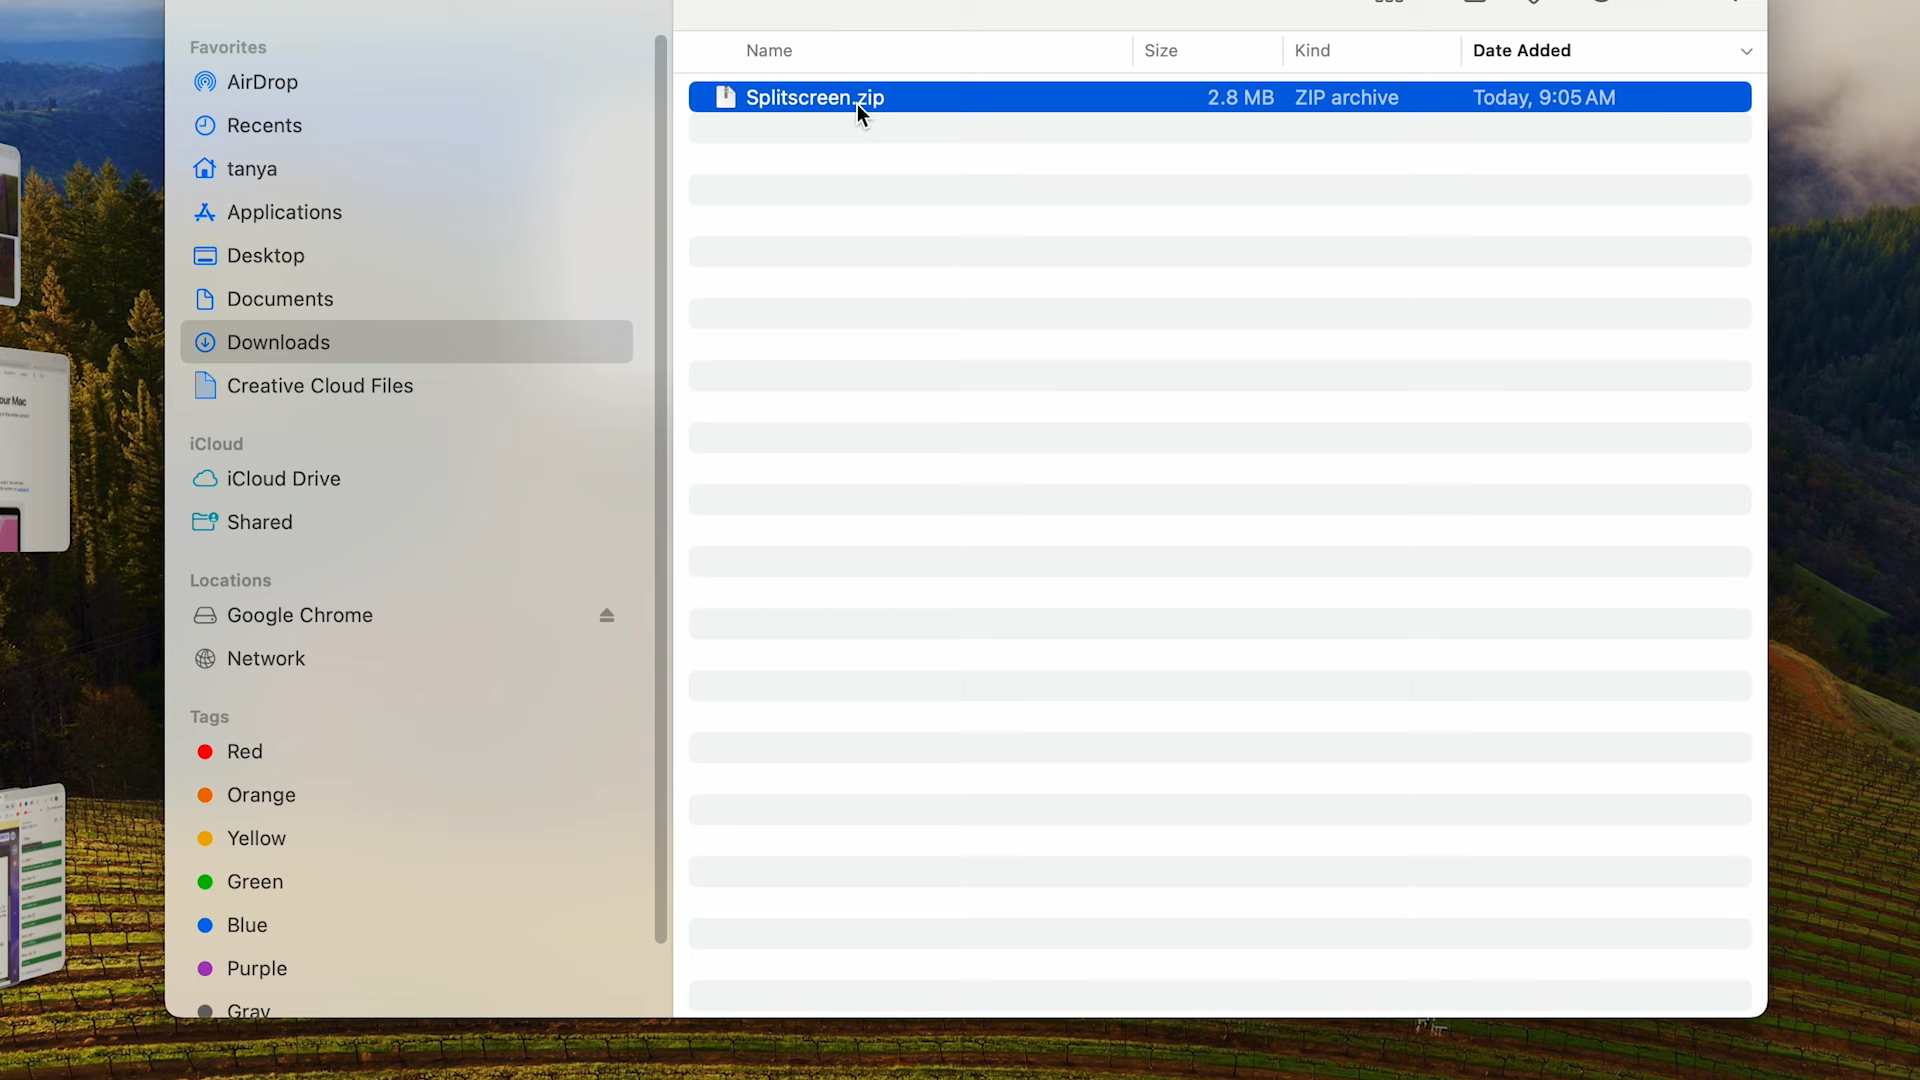 Favorites
AirDrop
Recents
tanya
Applications
Desktop
Documents
Downloads
Creative Cloud Files
iCloud
iCloud Drive
Shared
Locations
Google Chrome
Network
Tags
Red
Orange
Yellow
Green
Blue
Purple
Gray
Name Size Kind Date Added
Splitscreen.zip 2.8 MB ZIP archive Today, 9:05 AM
our Mac